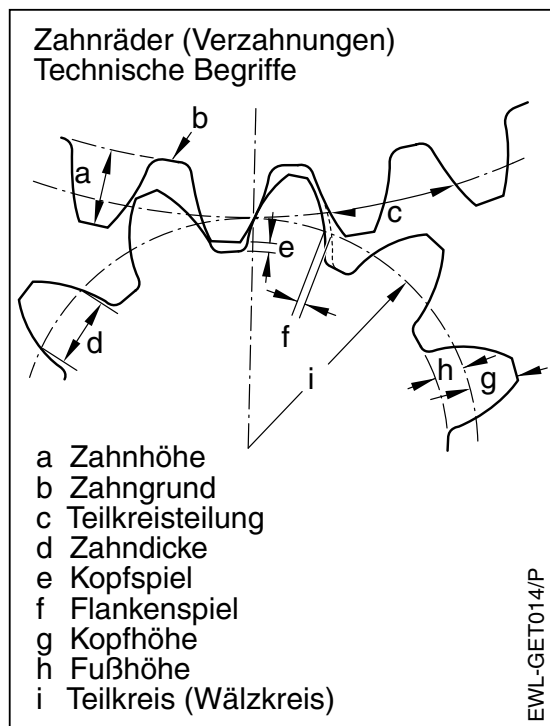 Zahnräder (Verzahnungen)
Technische Begriffe
b
a
c
e
f
d
i
h
g
a Zahnhöhe
b Zahngrund
c Teilkreisteilung
d Zahndicke
e Kopfspiel
f Flankenspiel
g Kopfhöhe
h Fußhöhe
i Teilkreis (Wälzkreis)
EWL-GET014/P